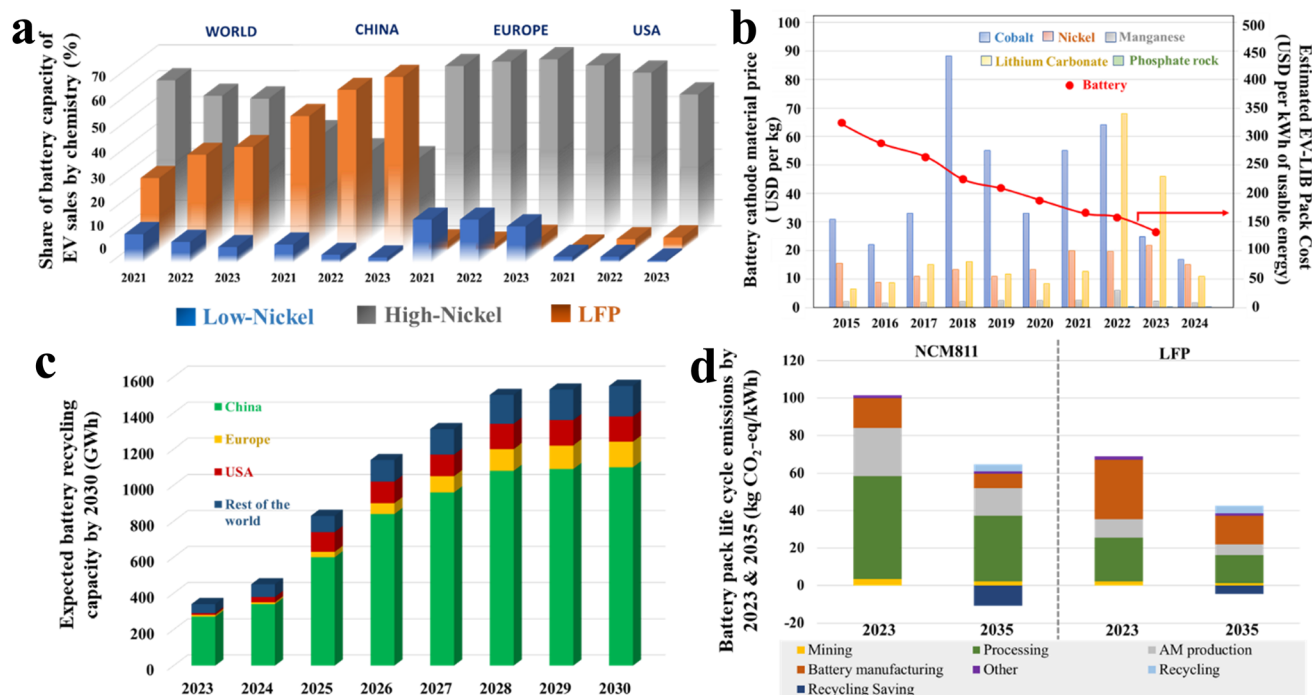 a
WORLD
CHINA
EUROPE
USA
Share of battery capacity of
EV sales by chemistry (%)
70
60
50
40
30
20
10
0
2021
2022
2023
2021
2022
2023
2021
2022
2023
2021
2022
2023
Low-Nickel
High-Nickel
LFP
b
Battery cathode material price
( USD per kg)
100
90
80
70
60
50
40
30
20
10
0
Cobalt
Nickel
Manganese
Lithium Carbonate
Phosphate rock
Battery
500
450
400
350
300
250
200
150
100
50
0
Estimated EV-LIB Pack Cost
(USD per kWh of usable energy)
2015
2016
2017
2018
2019
2020
2021
2022
2023
2024
c
Expected battery recycling
capacity by 2030 (GWh)
1600
1400
1200
1000
800
600
400
200
0
China
Europe
USA
Rest of the
world
2023
2024
2025
2026
2027
2028
2029
2030
d
NCM811
LFP
Battery pack life cycle emissions by
2023 & 2035 (kg CO₂-eq/kWh)
120
100
80
60
40
20
0
-20
2023
2035
2023
2035
Mining
Processing
AM production
Battery manufacturing
Other
Recycling
Recycling Saving